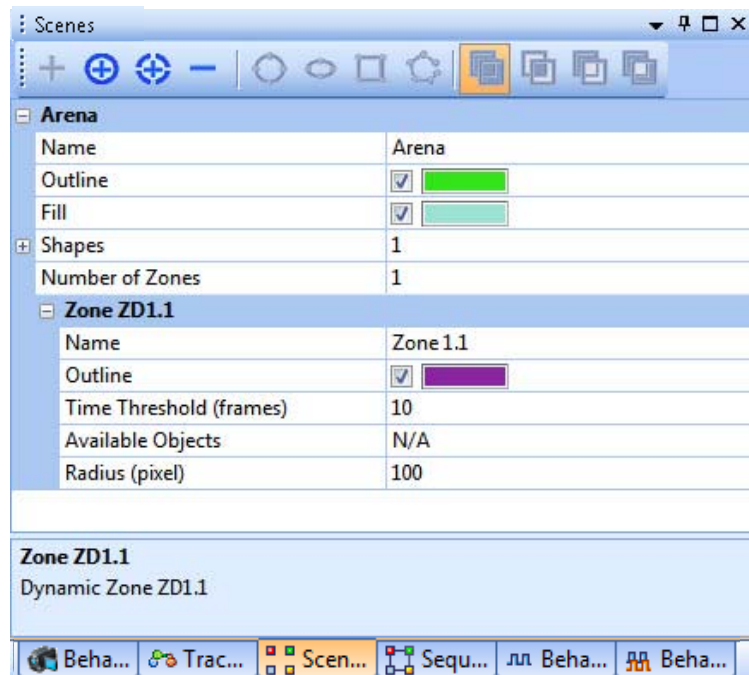 Scenes
Arena
Name Arena
Outline
Fill
Shapes 1
Number of Zones 1
Zone ZD1.1
Name Zone 1.1
Outline
Time Threshold (frames) 10
Available Objects N/A
Radius (pixel) 100
Zone ZD1.1
Dynamic Zone ZD1.1
Beha... Trac... Scen... Sequ... Beha... Beha...